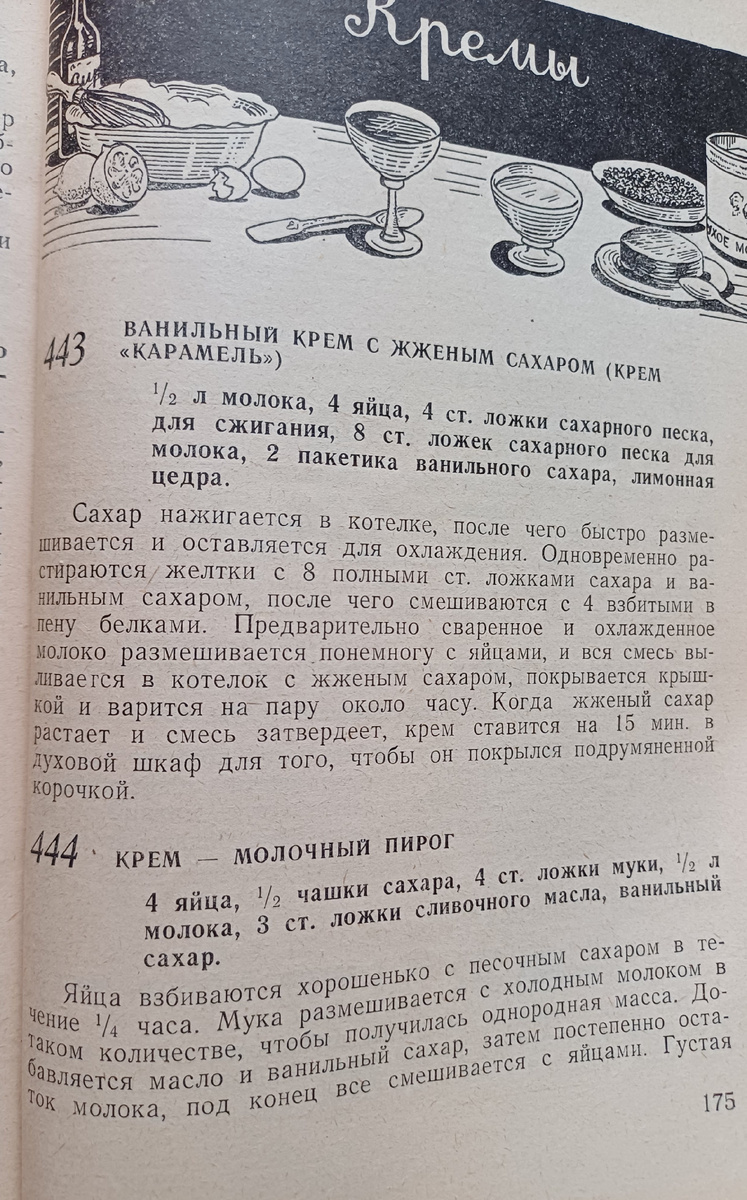 Кремы
443 ВАНИЛЬНЫЙ КРЕМ С ЖЖЕНЫМ САХАРОМ (КРЕМ
«КАРАМЕЛЬ»)
1/2 л молока, 4 яйца, 4 ст. ложки сахарного песка,
для сжигания, 8 ст. ложек сахарного песка для
молока, 2 пакетика ванильного сахара, лимонная
цедра.
Сахар нажигается в котелке, после чего быстро разме-
шивается и оставляется для охлаждения. Одновременно ра-
стираются желтки с 8 полными ст. ложками сахара и ва-
нильным сахаром, после чего смешиваются с 4 взбитыми в
пену белками. Предварительно сваренное и охлажденное
молоко размешивается понемногу с яйцами, и вся смесь вы-
ливается в котелок с жженым сахаром, покрывается крыш-
кой и варится на пару около часу. Когда жженый сахар
растает и смесь затвердеет, крем ставится на 15 мин. в
духовой шкаф для того, чтобы он покрылся подрумяненной
корочкой.
444 КРЕМ — МОЛОЧНЫЙ ПИРОГ
4 яйца, 1/2 чашки сахара, 4 ст. ложки муки, 1/2 л
молока, 3 ст. ложки сливочного масла, ванильный
сахар.
Яйца взбиваются хорошенько с песочным сахаром в те-
чение 1/4 часа. Мука размешивается с холодным молоком в
таком количестве, чтобы получилась однородная масса. До-
бавляется масло и ванильный сахар, затем постепенно оста-
ток молока, под конец все смешивается с яйцами. Густая
175